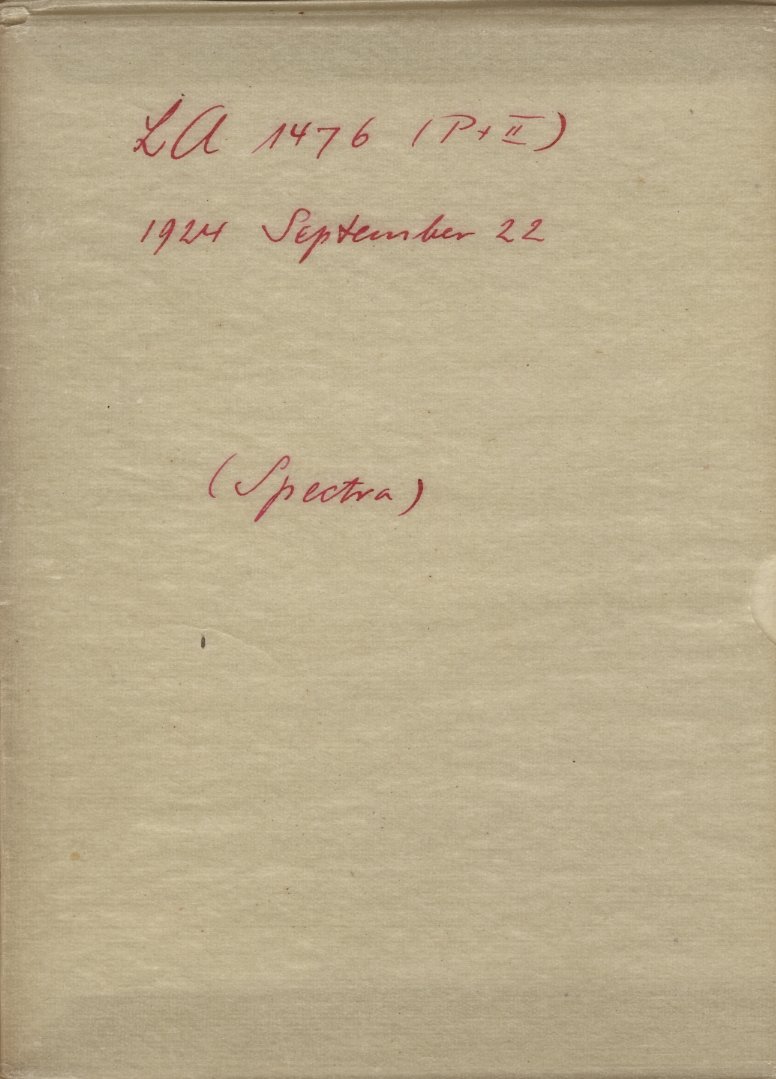 LA 1476 (P+II)
1924 September 22
(Spectra)